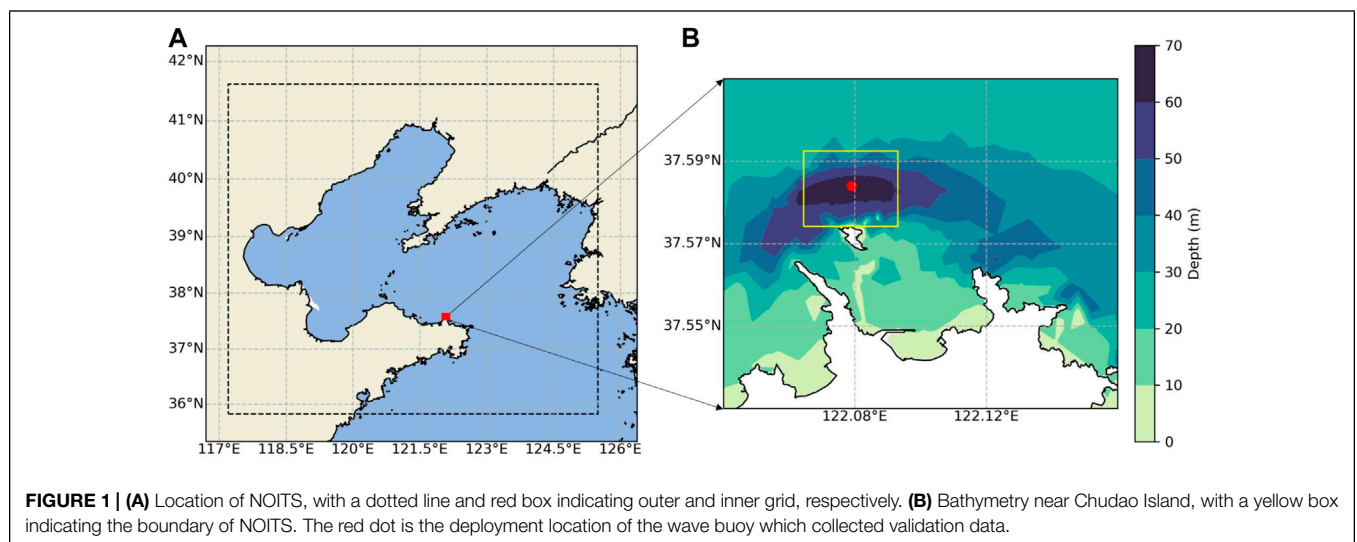 A
B
42°N
41°N
40°N
39°N
38°N
37°N
36°N
117°E 118.5°E 120°E 121.5°E 123°E 124.5°E 126°E
37.59°N
37.57°N
37.55°N
122.08°E 122.12°E
70
60
50
40
30
20
10
0
Depth (m)
FIGURE 1 | (A) Location of NOITS, with a dotted line and red box indicating outer and inner grid, respectively. (B) Bathymetry near Chudao Island, with a yellow box
indicating the boundary of NOITS. The red dot is the deployment location of the wave buoy which collected validation data.